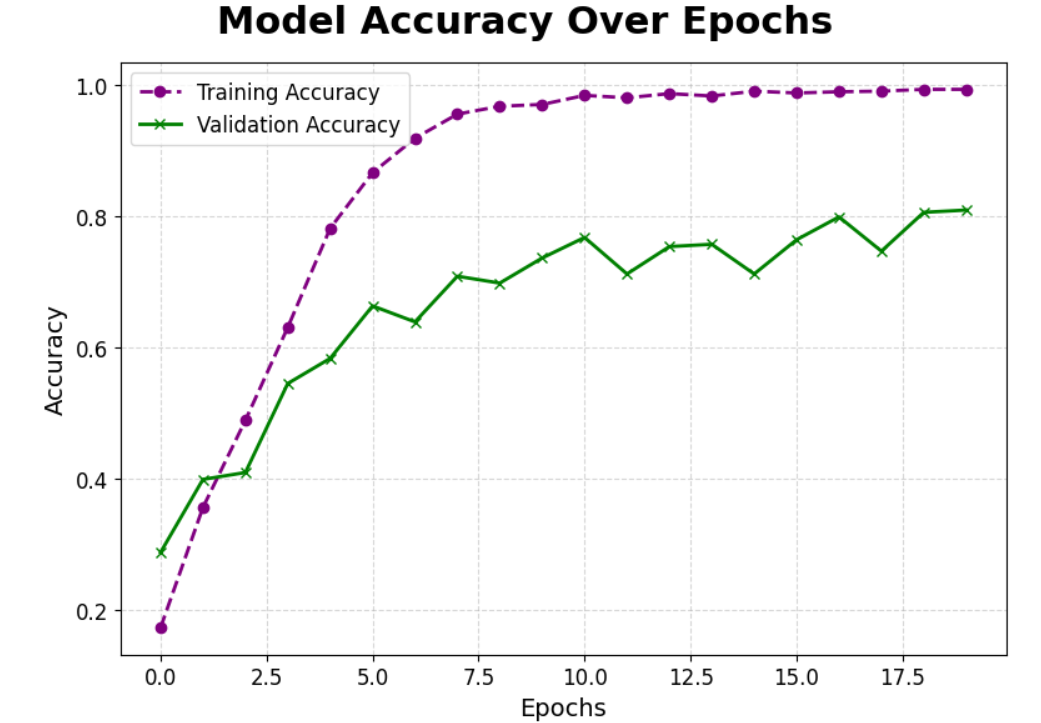 Model Accuracy Over Epochs
Training Accuracy
Validation Accuracy
1.0
0.8
0.6
0.4
0.2
Accuracy
0.0 2.5 5.0 7.5 10.0 12.5 15.0 17.5
Epochs